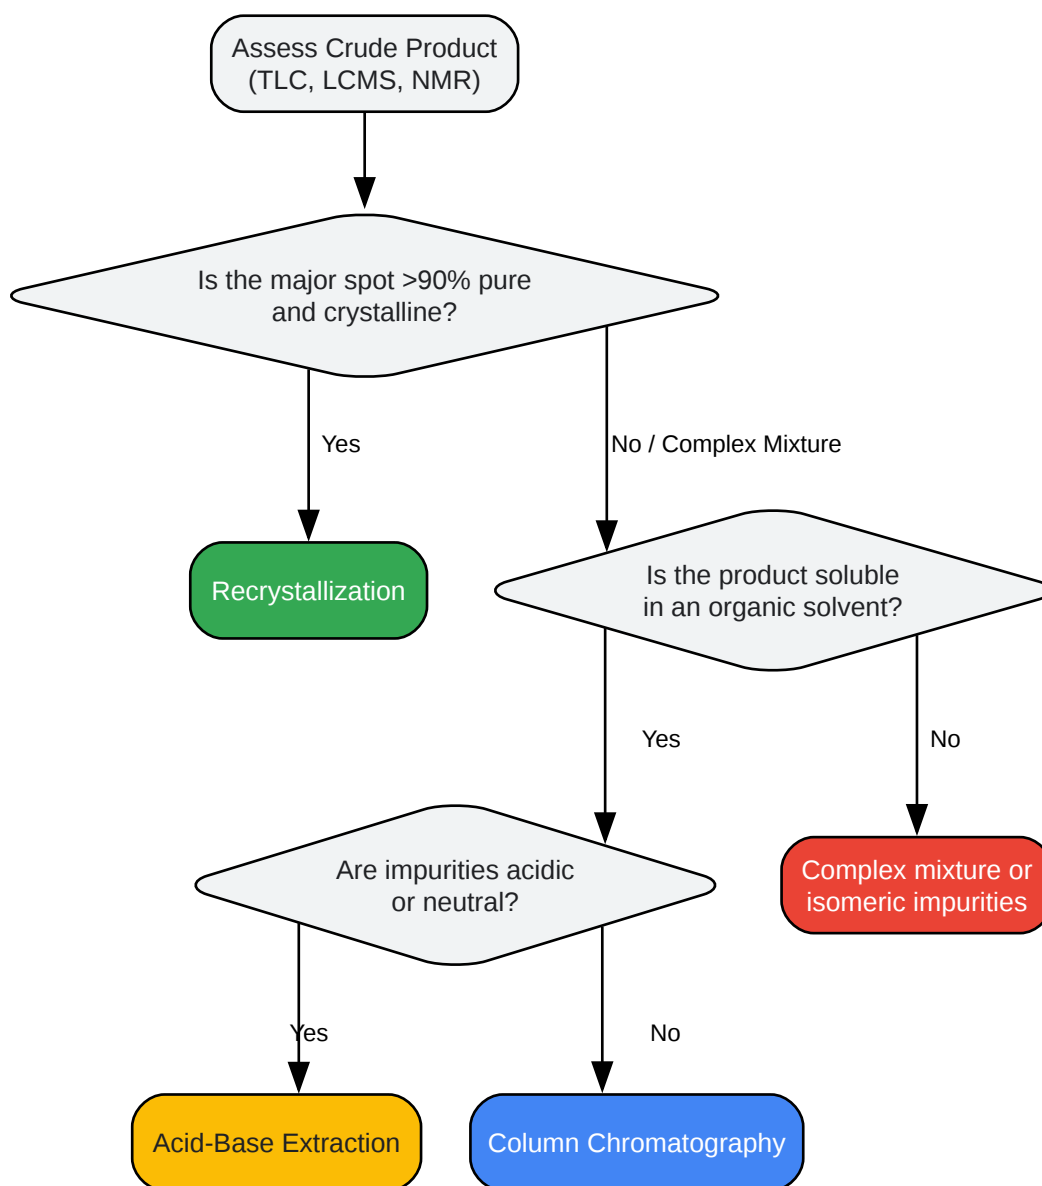 Assess Crude Product
(TLC, LCMS, NMR)
Is the major spot >90% pure
and crystalline?
Yes
No / Complex Mixture
Recrystallization
Is the product soluble
in an organic solvent?
Yes
No
Are impurities acidic
or neutral?
Complex mixture or
isomeric impurities
Yes
No
Acid-Base Extraction
Column Chromatography